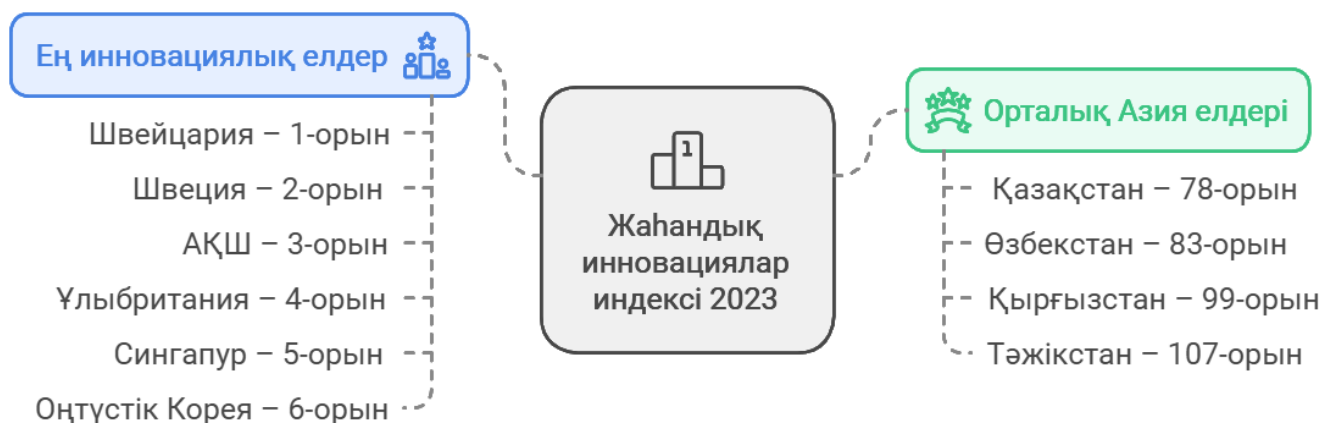 Ең инновациялық елдер
Швейцария – 1-орын
Швеция – 2-орын
АҚШ – 3-орын
Ұлыбритания – 4-орын
Сингапур – 5-орын
Оңтүстік Корея – 6-орын
1
Жаһандық
инновациялар
индексі 2023
Орталық Азия елдері
Қазақстан – 78-орын
Өзбекстан – 83-орын
Қырғызстан – 99-орын
Тәжікстан – 107-орын